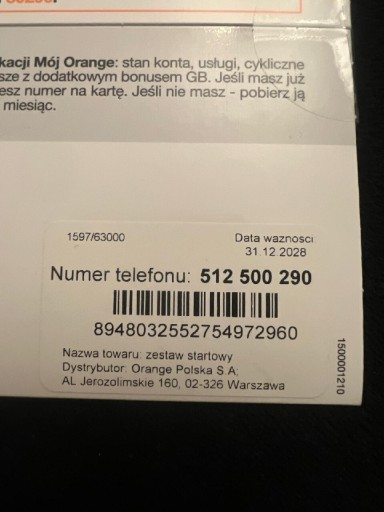 kacji Mój Orange: stan konta, usługi, cykliczne
sze z dodatkowym bonusem GB. Jeśli masz już
esz numer na kartę. Jeśli nie masz - pobierz ją
miesiąc.
1597/63000
Data wazności:
31.12.2028
Numer telefonu: 512 500 290
8948032552754972960
Nazwa towaru: zestaw startowy
Dystrybutor: Orange Polska S.A.
AL Jerozolimskie 160, 02-326 Warszawa
1500001210